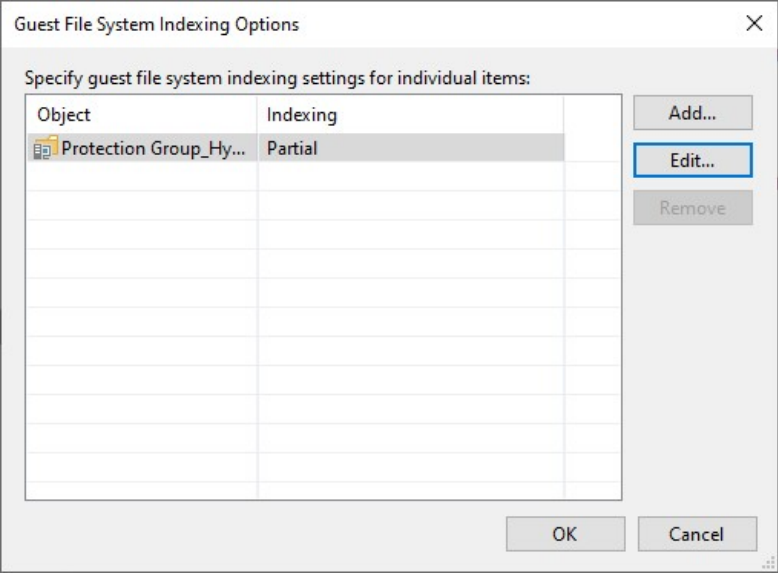 Guest File System Indexing Options
Specify guest file system indexing settings for individual items:
Object Indexing Add...
Protection Group_Hy... Partial Edit...
Remove
OK Cancel